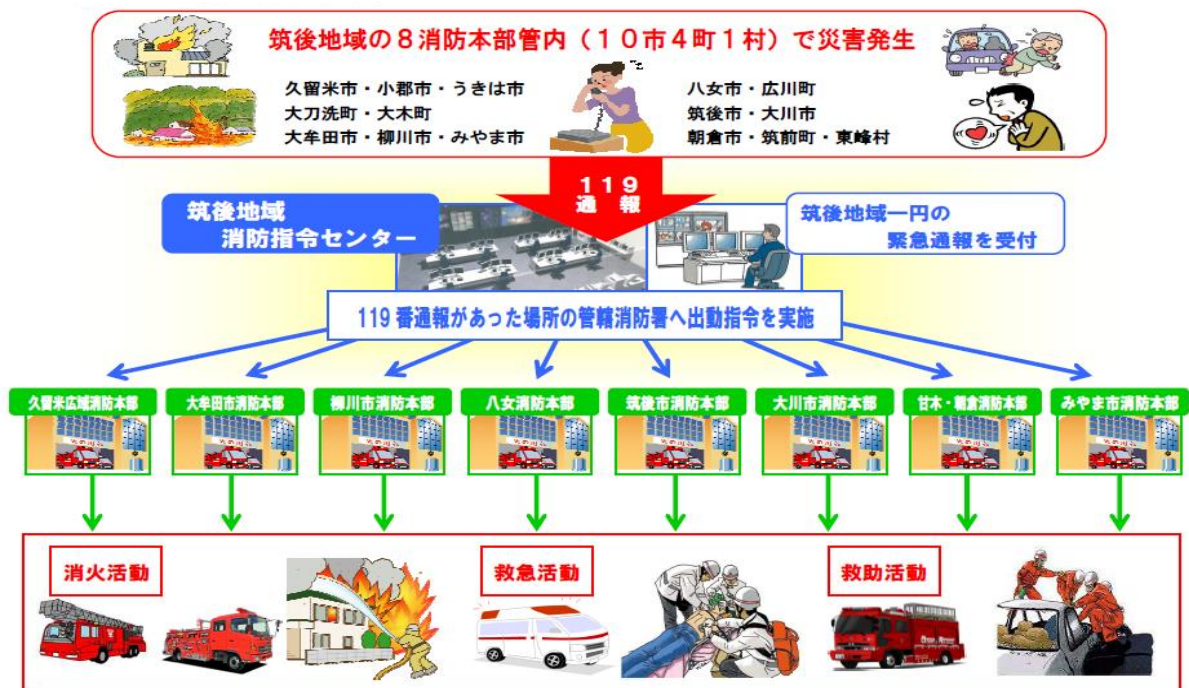 筑後地域の8消防本部管内(10市4町1村)で災害発生
久留米市・小郡市・うきは市
大刀洗町・大木町
大牟田市・柳川市・みやま市
八女市・広川町
筑後市・大川市
朝倉市・筑前町・東峰村
119
通報
筑後地域
消防指令センター
筑後地域一円の
緊急通報を受付
119番通報があった場所の管轄消防署へ出動指令を実施
久留米広域消防本部
大牟田市消防本部
柳川市消防本部
八女消防本部
筑後市消防本部
大川市消防本部
甘木・朝倉消防本部
みやま市消防本部
消火活動
救急活動
救助活動